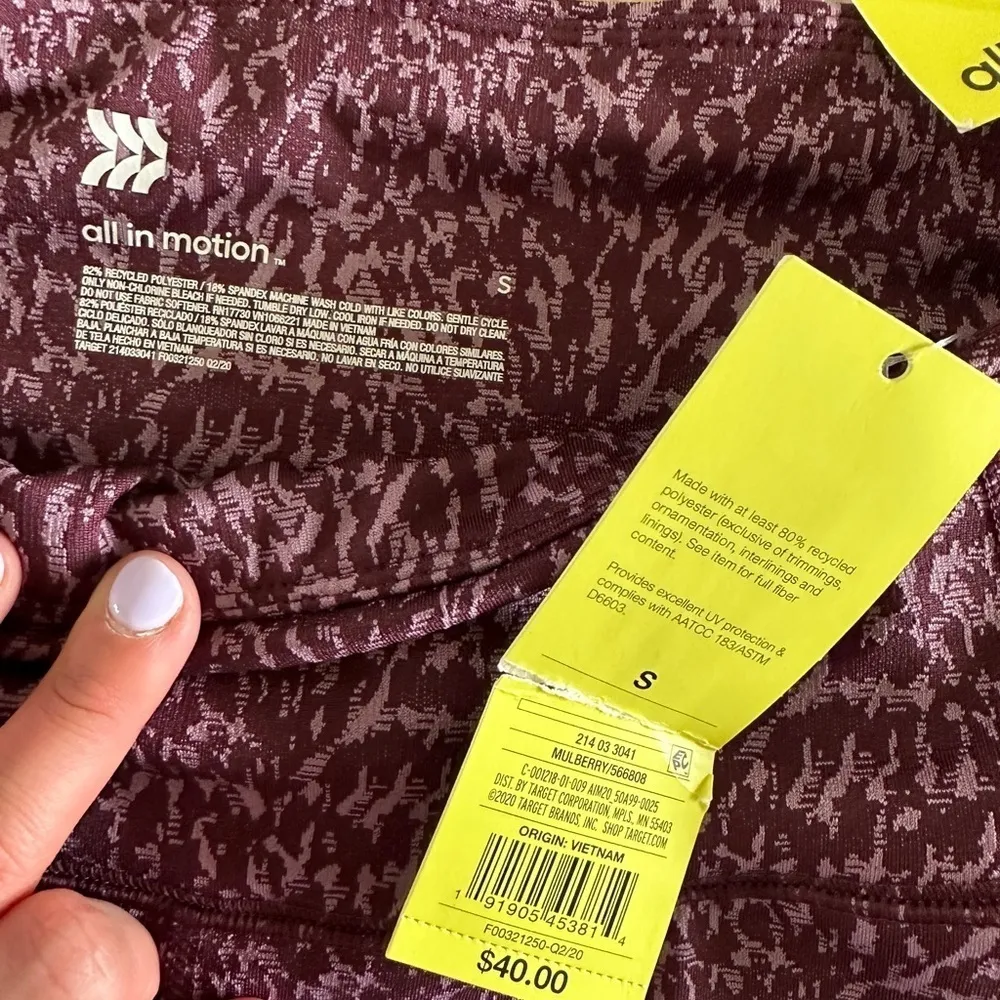 all in motion™
S
82% RECYCLED POLYESTER / 18% SPANDEX MACHINE WASH COLD WITH LIKE COLORS. GENTLE CYCLE.
ONLY NON-CHLORINE BLEACH IF NEEDED. TUMBLE DRY LOW. COOL IRON IF NEEDED. DO NOT DRY CLEAN.
DO NOT USE FABRIC SOFTENER. RN17730 VN1068221 MADE IN VIETNAM
82% POLIÉSTER RECICLADO / 18% SPANDEX LAVAR A MÁQUINA CON AGUA FRÍA CON COLORES SIMILARES.
CICLO DELICADO. SÓLO BLANQUEADOR SIN CLORO SI ES NECESARIO. SECAR A MÁQUINA A TEMPERATURA
BAJA. PLANCHAR A BAJA TEMPERATURA SI ES NECESARIO. NO LAVAR EN SECO. NO UTILICE SUAVIZANTE
DE TELA HECHO EN VIETNAM
TARGET 214033041 F00321250 Q2/20
al
Made with at least 80% recycled
polyester (exclusive of trimmings,
ornamentation, interlinings and
linings). See item for full fiber
content.
Provides excellent UV protection &
complies with AATCC 183/ASTM
D6603.
S
214 03 3041
MULBERRY/566808
C-001218-01-009 AIM20_50A99-0025
DIST. BY TARGET CORPORATION, MPLS, MN 55403
©2020 TARGET BRANDS, INC. SHOP TARGET.COM
ORIGIN: VIETNAM
1 91905 45381 4
F00321250-Q2/20
$40.00